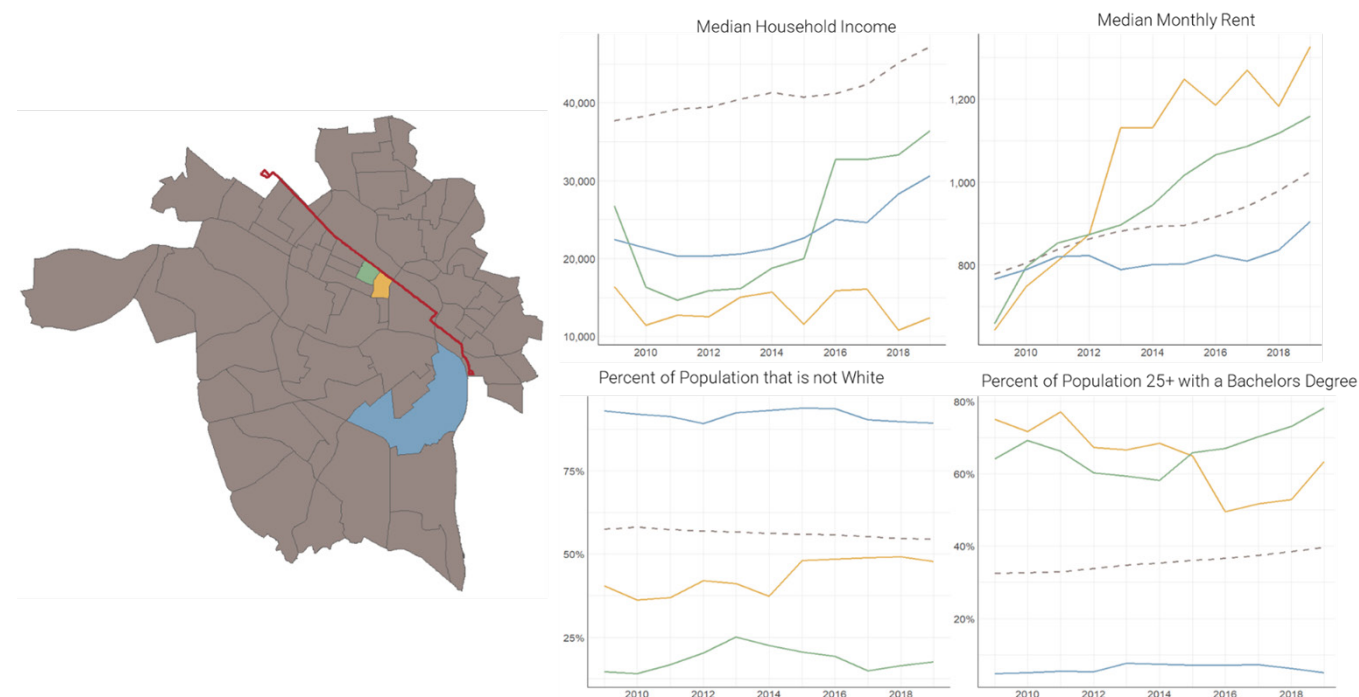 Median Household Income
40,000
30,000
20,000
10,000
2010 2012 2014 2016 2018
Median Monthly Rent
1,200
1,000
800
2010 2012 2014 2016 2018
Percent of Population that is not White
75%
50%
25%
2010 2012 2014 2016 2018
Percent of Population 25+ with a Bachelors Degree
80%
60%
40%
20%
2010 2012 2014 2016 2018